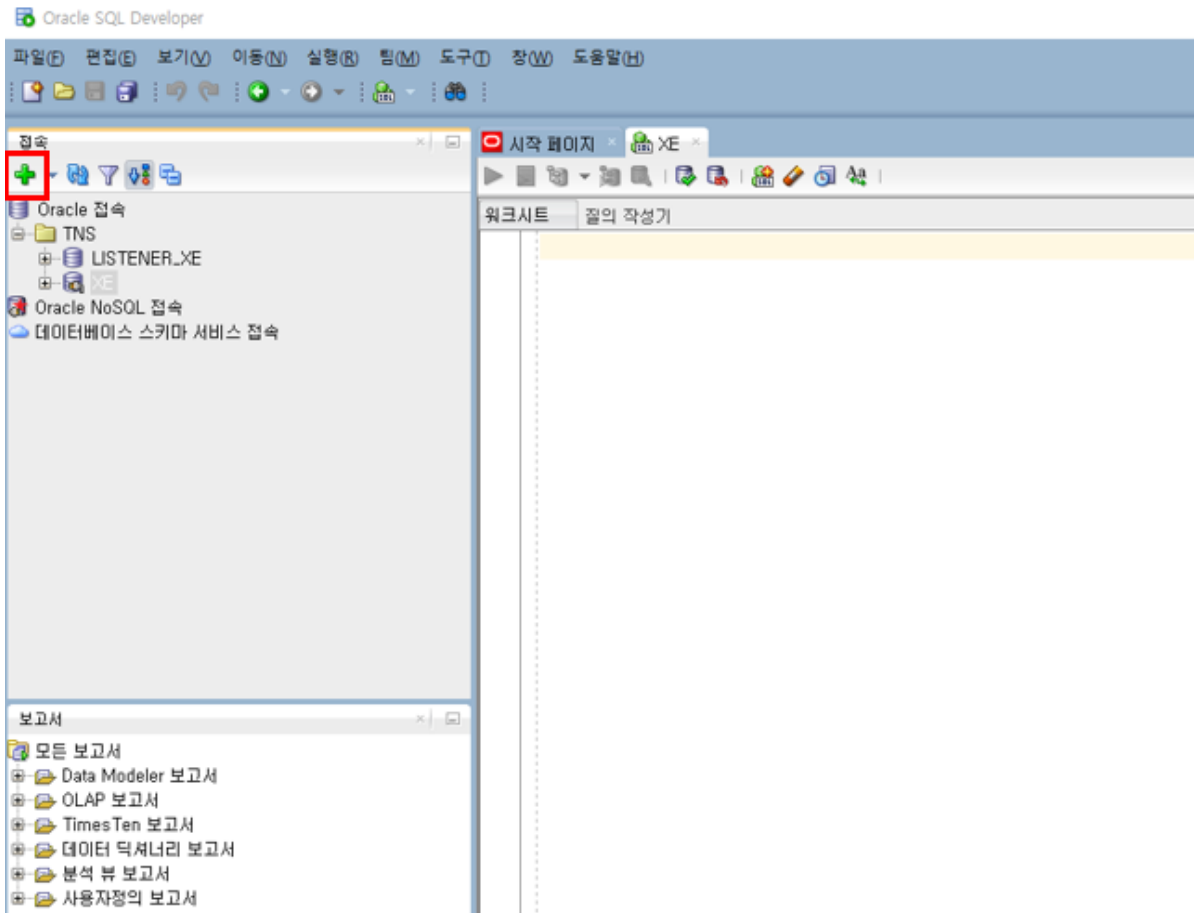 Oracle SQL Developer
파일(F) 편집(E) 보기(V) 이동(N) 실행(R) 팀(M) 도구(T) 창(W) 도움말(H)
접속
Oracle 접속
TNS
LISTENER_XE
XE
Oracle NoSQL 접속
데이터베이스 스키마 서비스 접속
시작 페이지 XE
워크시트 질의 작성기
보고서
모든 보고서
Data Modeler 보고서
OLAP 보고서
TimesTen 보고서
데이터 딕셔너리 보고서
분석 뷰 보고서
사용자정의 보고서